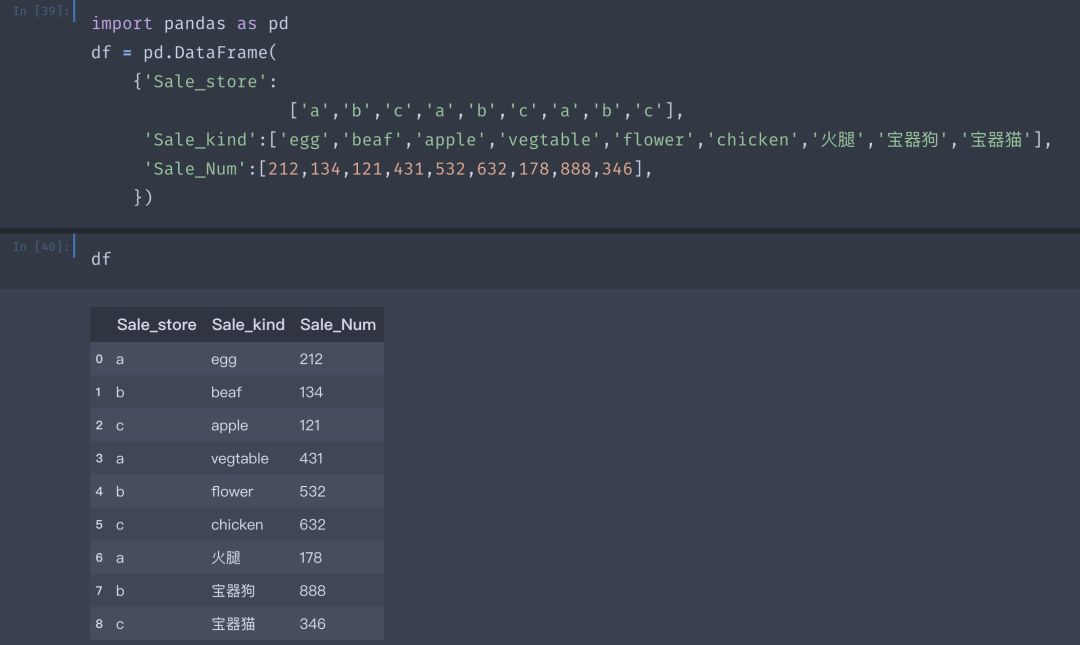 In [39]:
import pandas as pd
df = pd.DataFrame(
{'Sale_store':
['a','b','c','a','b','c','a','b','c'],
'Sale_kind':['egg','beaf','apple','vegtable','flower','chicken','火腿','宝器狗','宝器猫'],
'Sale_Num':[212,134,121,431,532,632,178,888,346],
})
In [40]:
df
Sale_store Sale_kind Sale_Num
0 a egg 212
1 b beaf 134
2 c apple 121
3 a vegtable 431
4 b flower 532
5 c chicken 632
6 a 火腿 178
7 b 宝器狗 888
8 c 宝器猫 346